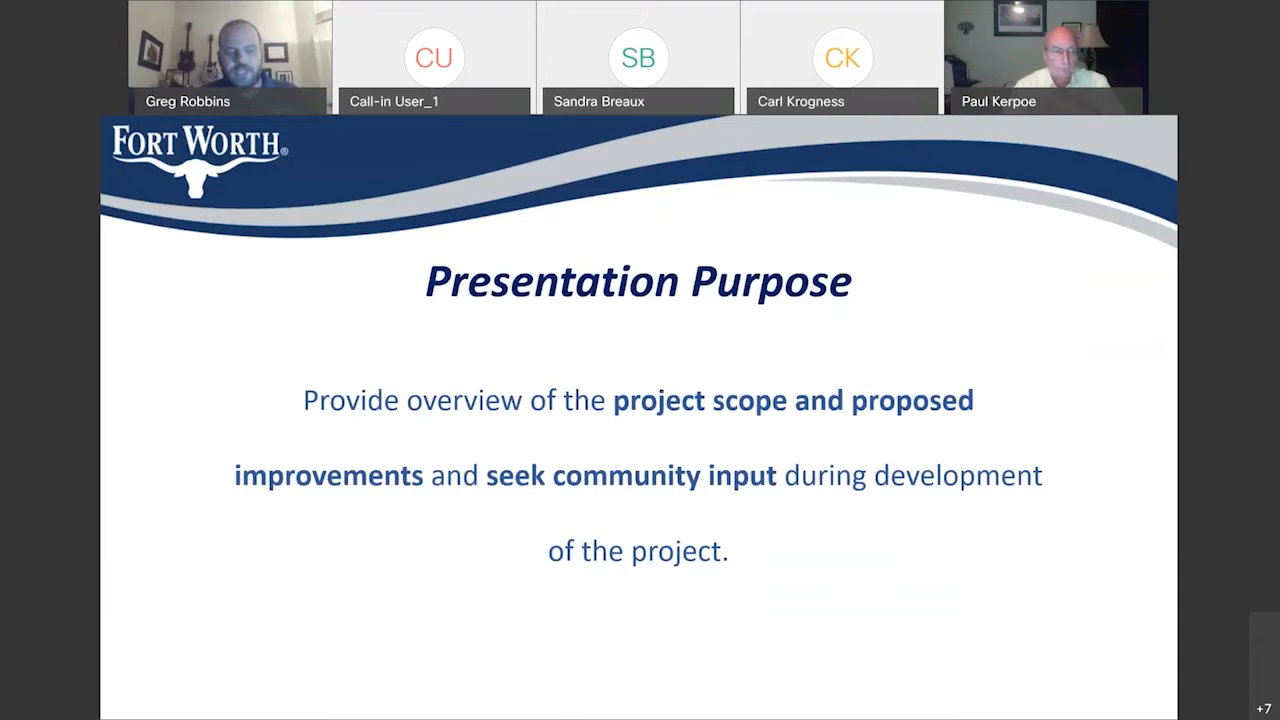 CU
SB
CK
Greg Robbins
Call-in User_1
Sandra Breaux
Carl Krogness
Paul Kerpoe
FORT WORTH®
Presentation Purpose
Provide overview of the project scope and proposed
improvements and seek community input during development
of the project.
+7